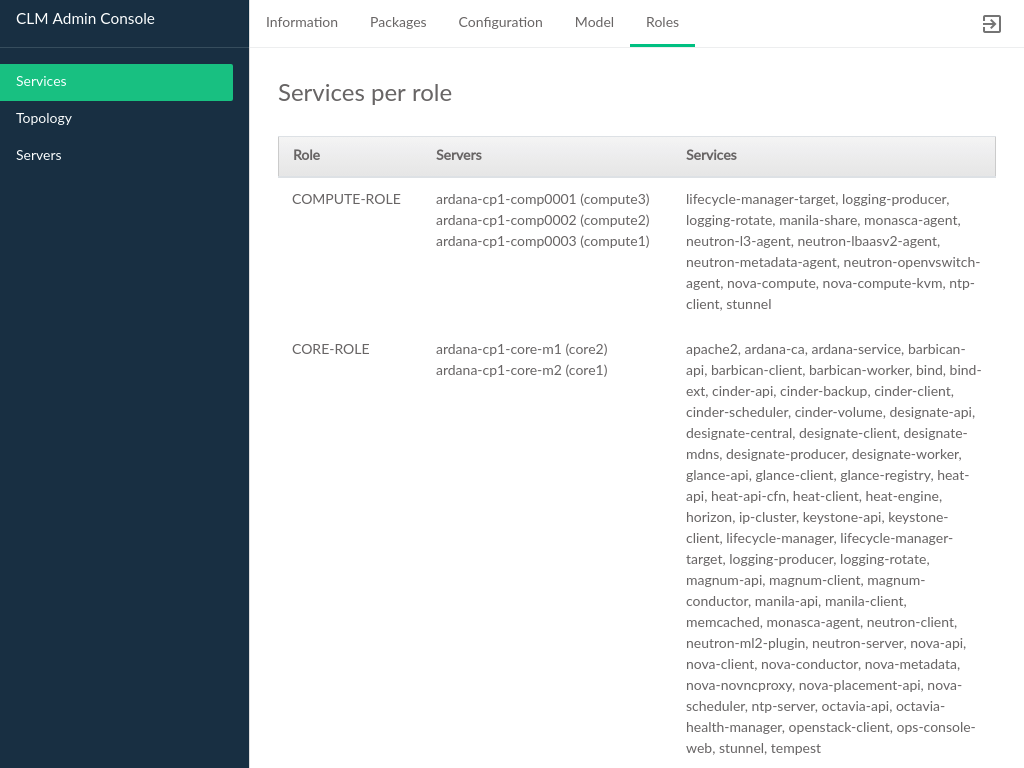 CLM Admin Console
Information Packages Configuration Model Roles
Services
Topology
Servers
Services per role
Role Servers Services
COMPUTE-ROLE
ardana-cp1-comp0001 (compute3)
ardana-cp1-comp0002 (compute2)
ardana-cp1-comp0003 (compute1)
lifecycle-manager-target, logging-producer,
logging-rotate, manila-share, monasca-agent,
neutron-l3-agent, neutron-lbaasv2-agent,
neutron-metadata-agent, neutron-openvswitch-
agent, nova-compute, nova-compute-kvm, ntp-
client, stunnel
CORE-ROLE
ardana-cp1-core-m1 (core2)
ardana-cp1-core-m2 (core1)
apache2, ardana-ca, ardana-service, barbican-
api, barbican-client, barbican-worker, bind, bind-
ext, cinder-api, cinder-backup, cinder-client,
cinder-scheduler, cinder-volume, designate-api,
designate-central, designate-client, designate-
mdns, designate-producer, designate-worker,
glance-api, glance-client, glance-registry, heat-
api, heat-api-cfn, heat-client, heat-engine,
horizon, ip-cluster, keystone-api, keystone-
client, lifecycle-manager, lifecycle-manager-
target, logging-producer, logging-rotate,
magnum-api, magnum-client, magnum-
conductor, manila-api, manila-client,
memcached, monasca-agent, neutron-client,
neutron-ml2-plugin, neutron-server, nova-api,
nova-client, nova-conductor, nova-metadata,
nova-novncproxy, nova-placement-api, nova-
scheduler, ntp-server, octavia-api, octavia-
health-manager, openstack-client, ops-console-
web, stunnel, tempest